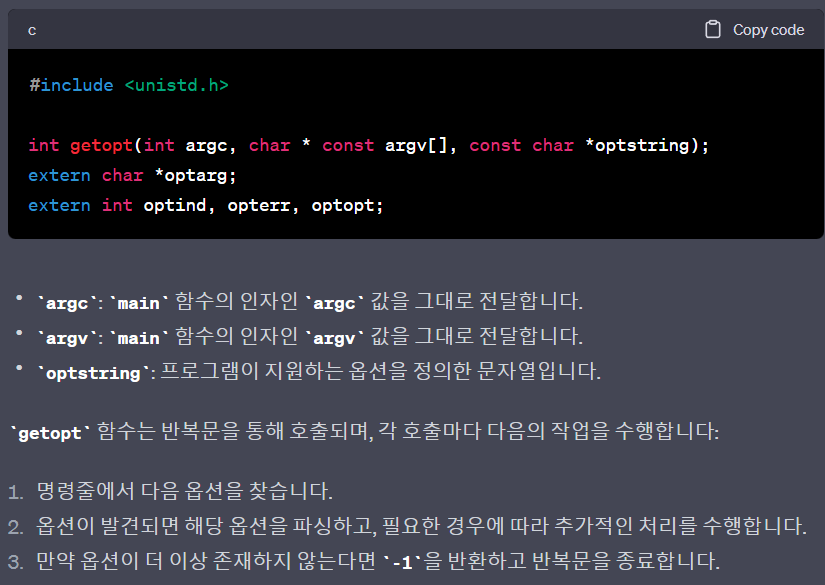 c
Copy code
#include <unistd.h>
int getopt(int argc, char * const argv[], const char *optstring);
extern char *optarg;
extern int optind, opterr, optopt;
• `argc`: `main` 함수의 인자인 `argc` 값을 그대로 전달합니다.
• `argv`: `main` 함수의 인자인 `argv` 값을 그대로 전달합니다.
• `optstring`: 프로그램이 지원하는 옵션을 정의한 문자열입니다.
`getopt` 함수는 반복문을 통해 호출되며, 각 호출마다 다음의 작업을 수행합니다:
1. 명령줄에서 다음 옵션을 찾습니다.
2. 옵션이 발견되면 해당 옵션을 파싱하고, 필요한 경우에 따라 추가적인 처리를 수행합니다.
3. 만약 옵션이 더 이상 존재하지 않는다면 `-1`을 반환하고 반복문을 종료합니다.